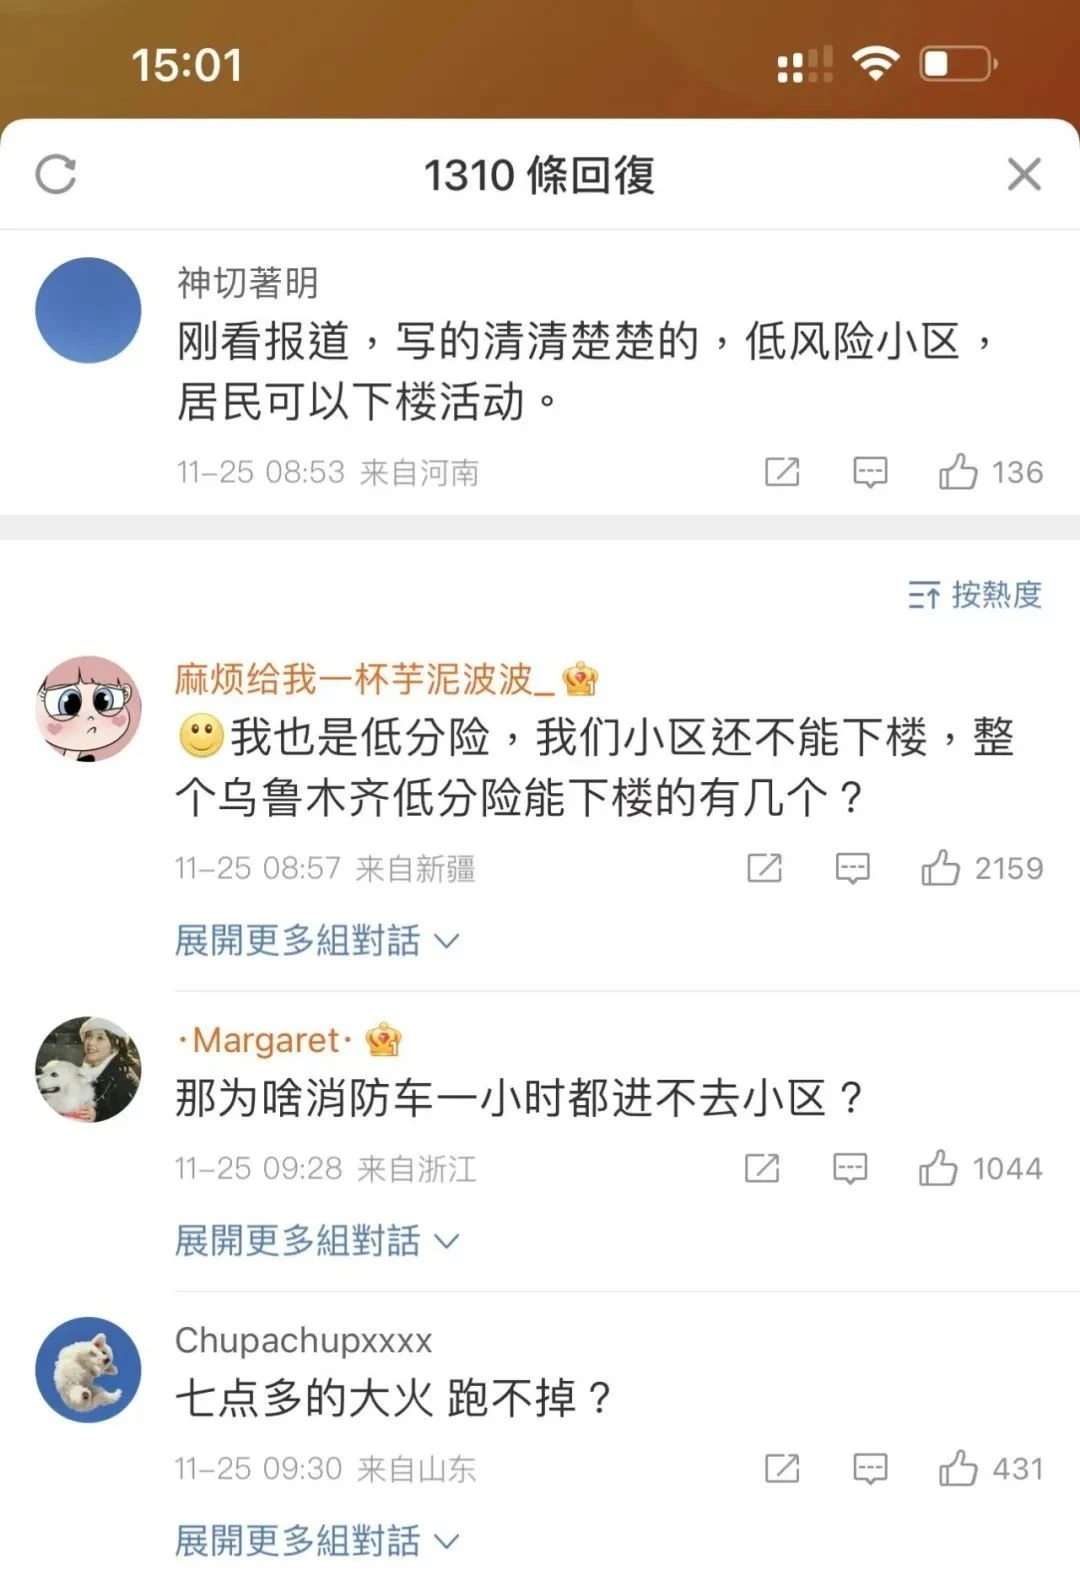 15:01
1310 條回復
神切著明
刚看报道，写的清清楚楚的，低风险小区，
居民可以下楼活动。
11-25 08:53 来自河南
136
按熱度
麻烦给我一杯芋泥波波_
我也是低分险，我们小区还不能下楼，整
个乌鲁木齐低分险能下楼的有几个？
11-25 08:57 来自新疆
2159
展開更多組對話
·Margaret·
那为啥消防车一小时都进不去小区？
11-25 09:28 来自浙江
1044
展開更多組對話
Chupachupxxxx
七点多的大火 跑不掉？
11-25 09:30 来自山东
431
展開更多組對話